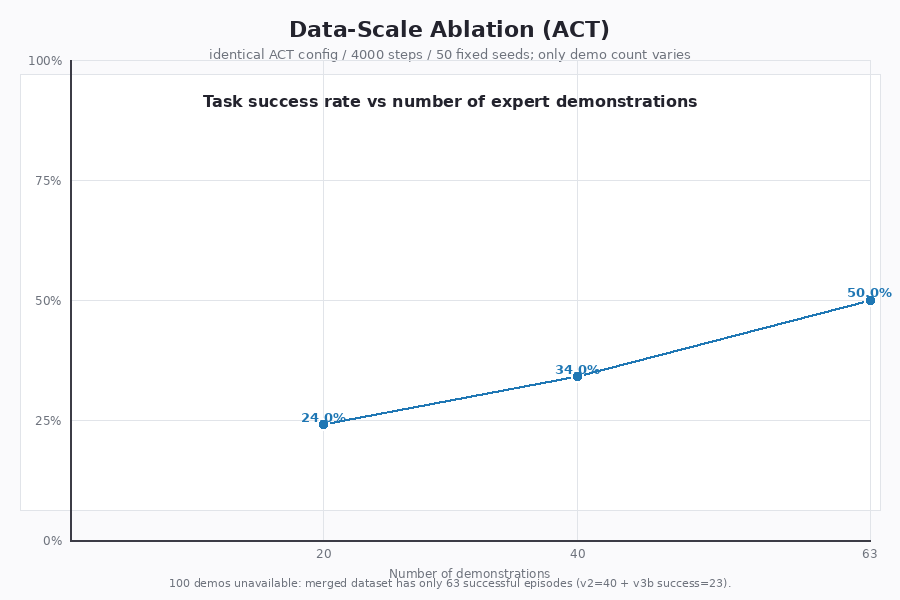 Data-Scale Ablation (ACT)
identical ACT config / 4000 steps / 50 fixed seeds; only demo count varies
100%
Task success rate vs number of expert demonstrations
75%
50%
50.0%
34.0%
24.0%
25%
0%
20
40
63
Number of demonstrations
100 demos unavailable: merged dataset has only 63 successful episodes (v2=40 + v3b success=23).